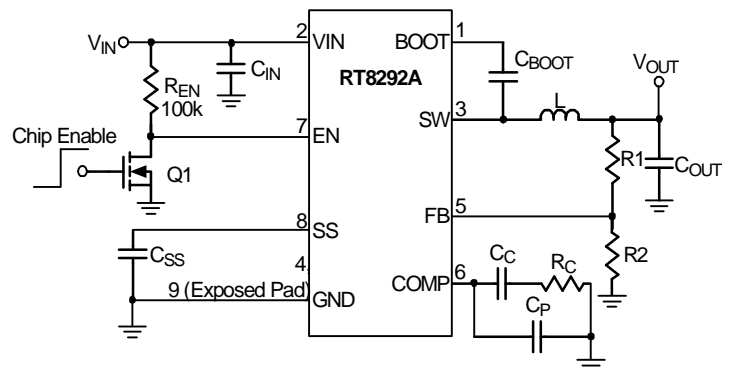 VIN
2
VIN
BOOT
1
CBOOT
VOUT
REN
100k
CIN
RT8292A
L
SW
3
7
EN
Chip Enable
Q1
R1
COUT
8
SS
FB
5
CSS
R2
4,
9 (Exposed Pad)
GND
COMP
6
CC
RC
CP